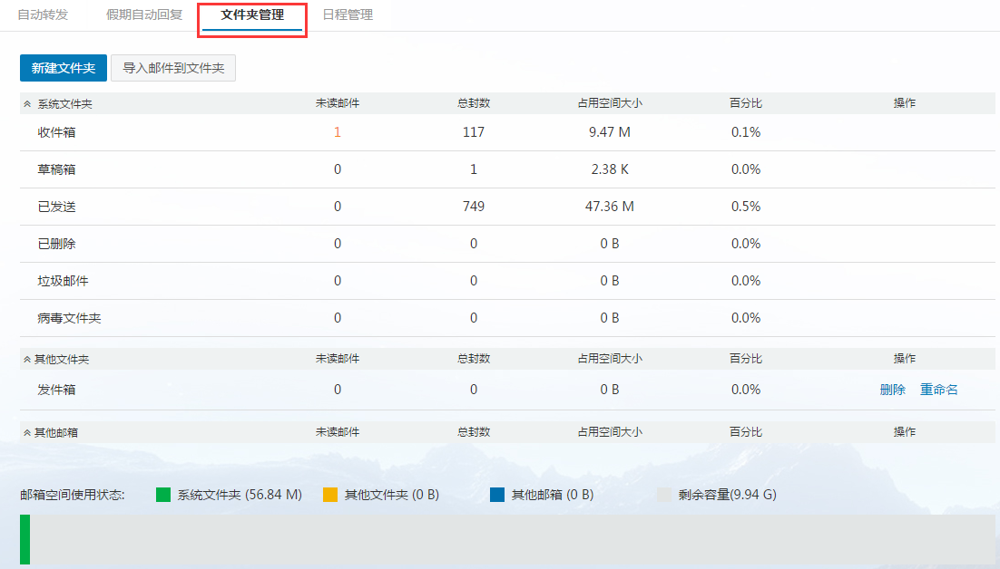 自动转发 假期自动回复 文件夹管理 日程管理
新建文件夹 导入邮件到文件夹
系统文件夹 未读邮件 总封数 占用空间大小 百分比 操作
收件箱 1 117 9.47 M 0.1%
草稿箱 0 1 2.38 K 0.0%
已发送 0 749 47.36 M 0.5%
已删除 0 0 0 B 0.0%
垃圾邮件 0 0 0 B 0.0%
病毒文件夹 0 0 0 B 0.0%
其他文件夹 未读邮件 总封数 占用空间大小 百分比 操作
发件箱 0 0 0 B 0.0% 删除 重命名
其他邮箱 未读邮件 总封数 占用空间大小 百分比 操作
邮箱空间使用状态: 系统文件夹 (56.84 M) 其他文件夹 (0 B) 其他邮箱 (0 B) 剩余容量(9.94 G)